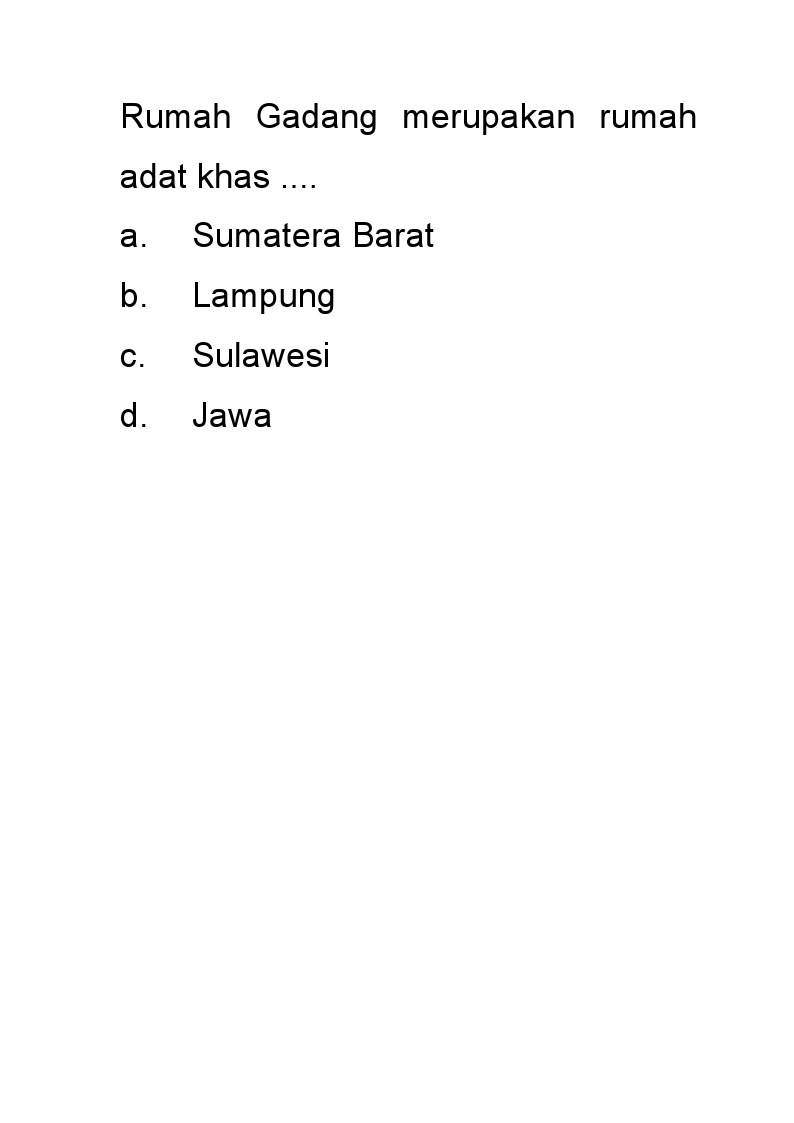 Rumah Gadang merupakan rumah
adat khas ....
a. Sumatera Barat
b. Lampung
c. Sulawesi
d. Jawa